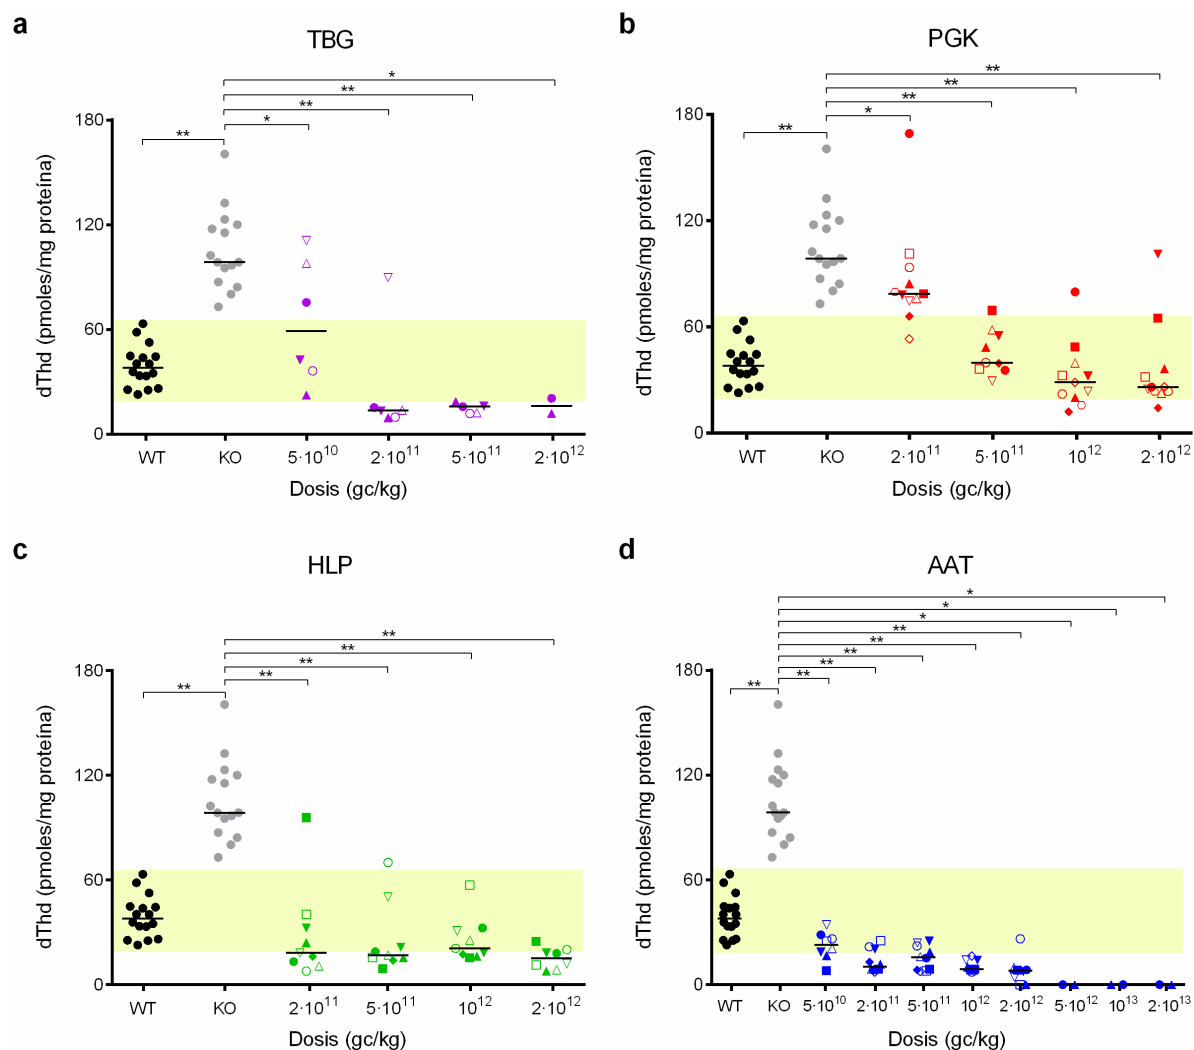 a
TBG
*
**
**
*
**
180
120
60
0
dThd (pmoles/mg proteína)
WT KO 5·10¹⁰ 2·10¹¹ 5·10¹¹ 2·10¹²
Dosis (gc/kg)
b
PGK
**
**
**
*
**
180
120
60
0
dThd (pmoles/mg proteína)
WT KO 2·10¹¹ 5·10¹¹ 10¹² 2·10¹²
Dosis (gc/kg)
c
HLP
**
**
**
**
**
180
120
60
0
dThd (pmoles/mg proteína)
WT KO 2·10¹¹ 5·10¹¹ 10¹² 2·10¹²
Dosis (gc/kg)
d
AAT
*
*
*
**
**
**
**
**
**
180
120
60
0
dThd (pmoles/mg proteína)
WT KO 5·10¹⁰ 2·10¹¹ 5·10¹¹ 10¹² 2·10¹² 5·10¹² 10¹³ 2·10¹³
Dosis (gc/kg)